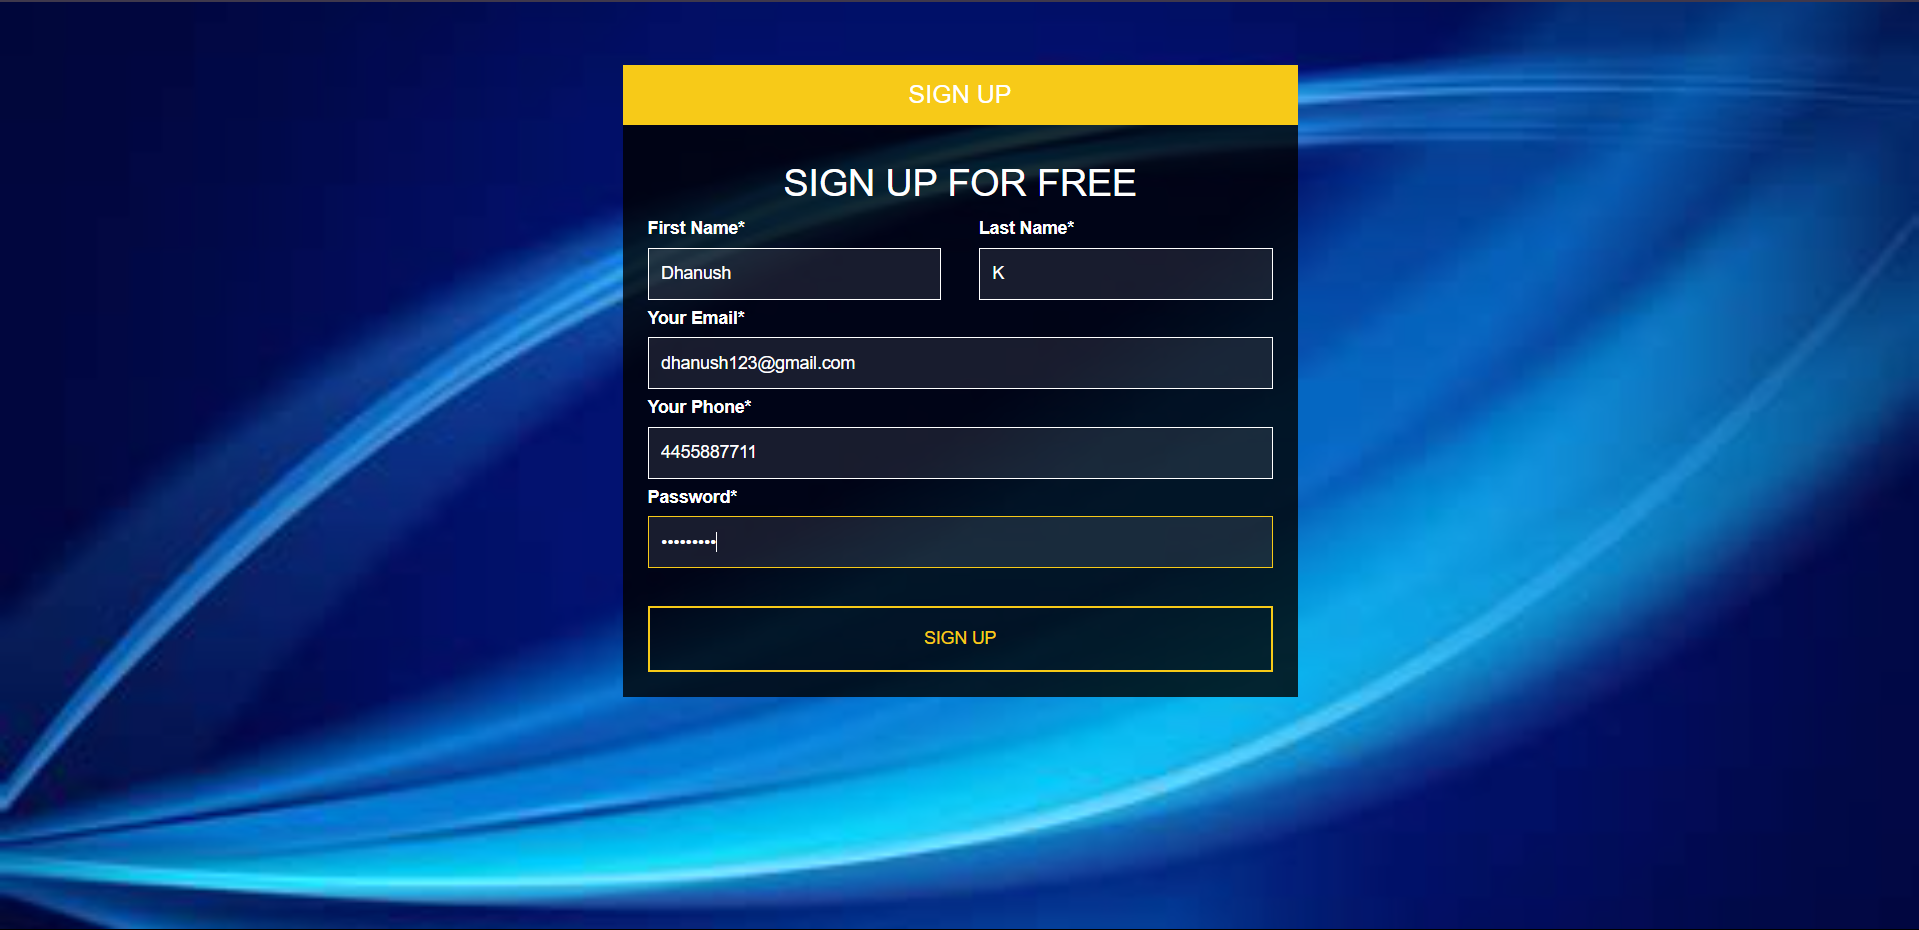 SIGN UP
SIGN UP FOR FREE
First Name* Last Name*
Dhanush K
Your Email*
dhanush123@gmail.com
Your Phone*
4455887711
Password*
•••••••••
SIGN UP